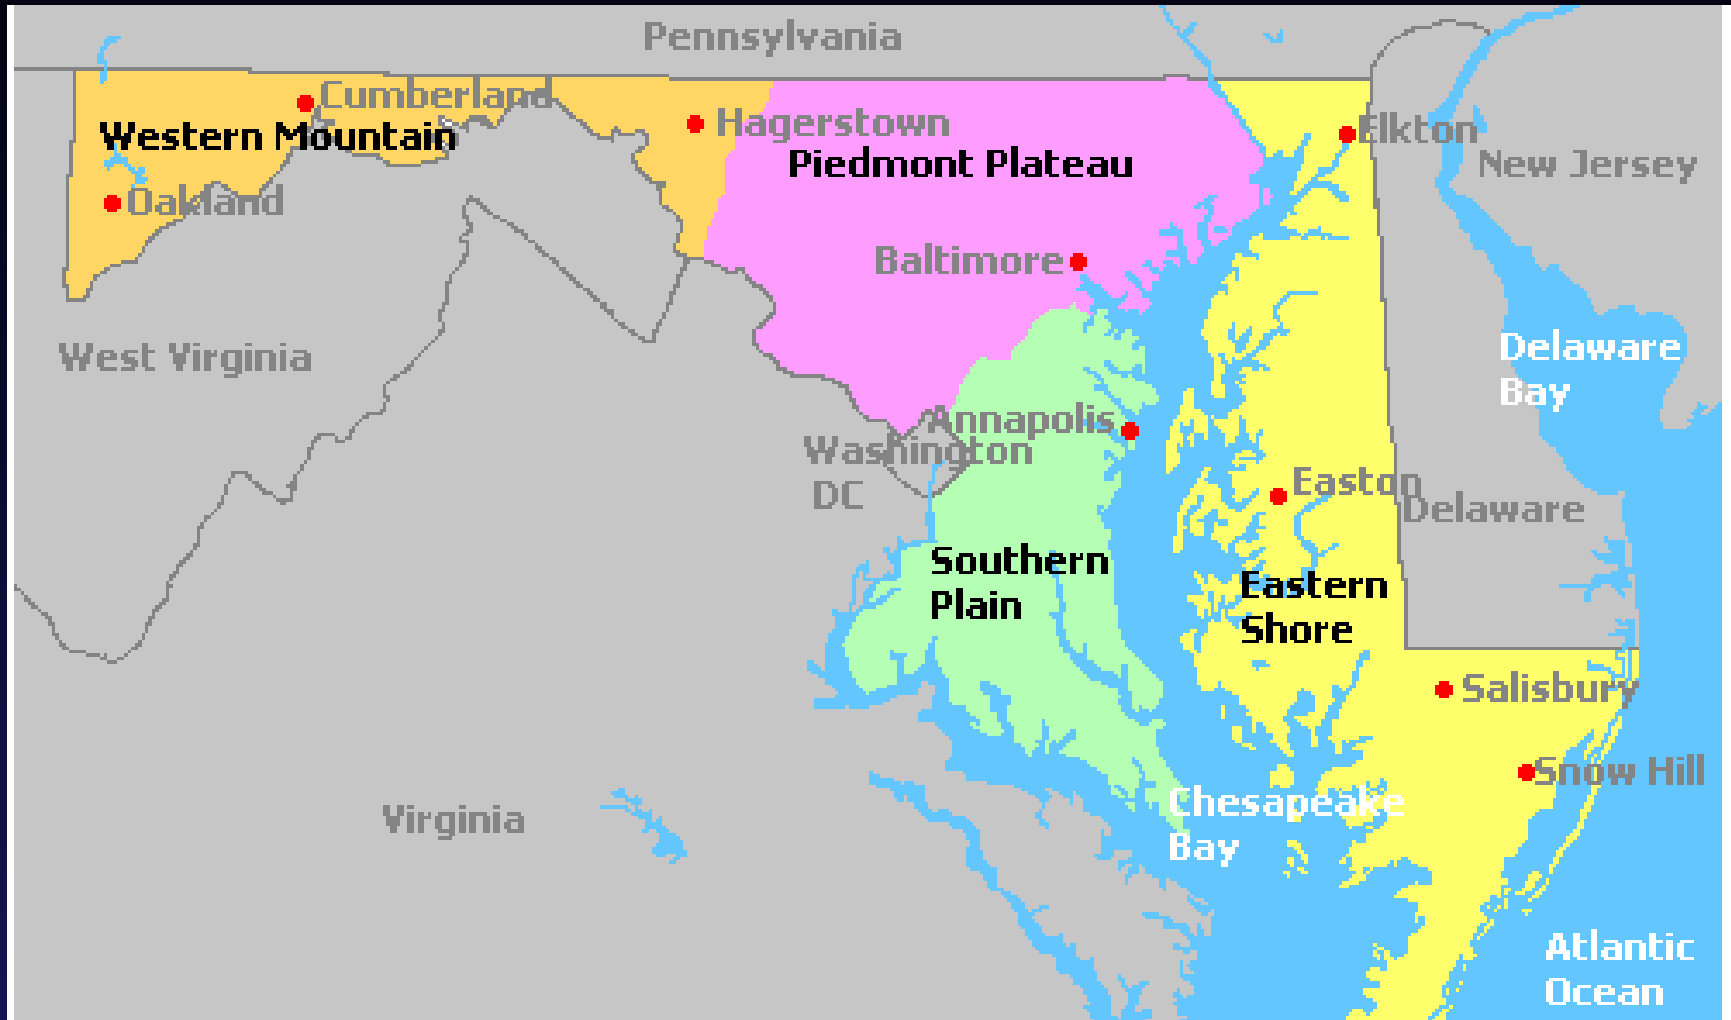 Pennsylvania
Cumberland
Western Mountain
Hagerstown
Elkton
Piedmont Plateau
New Jersey
Oakland
Baltimore
West Virginia
Delaware
Bay
Annapolis
Washington
DC
Easton
Delaware
Southern
Plain
Eastern
Shore
Salisbury
Snow Hill
Chesapeake
Bay
Virginia
Atlantic
Ocean